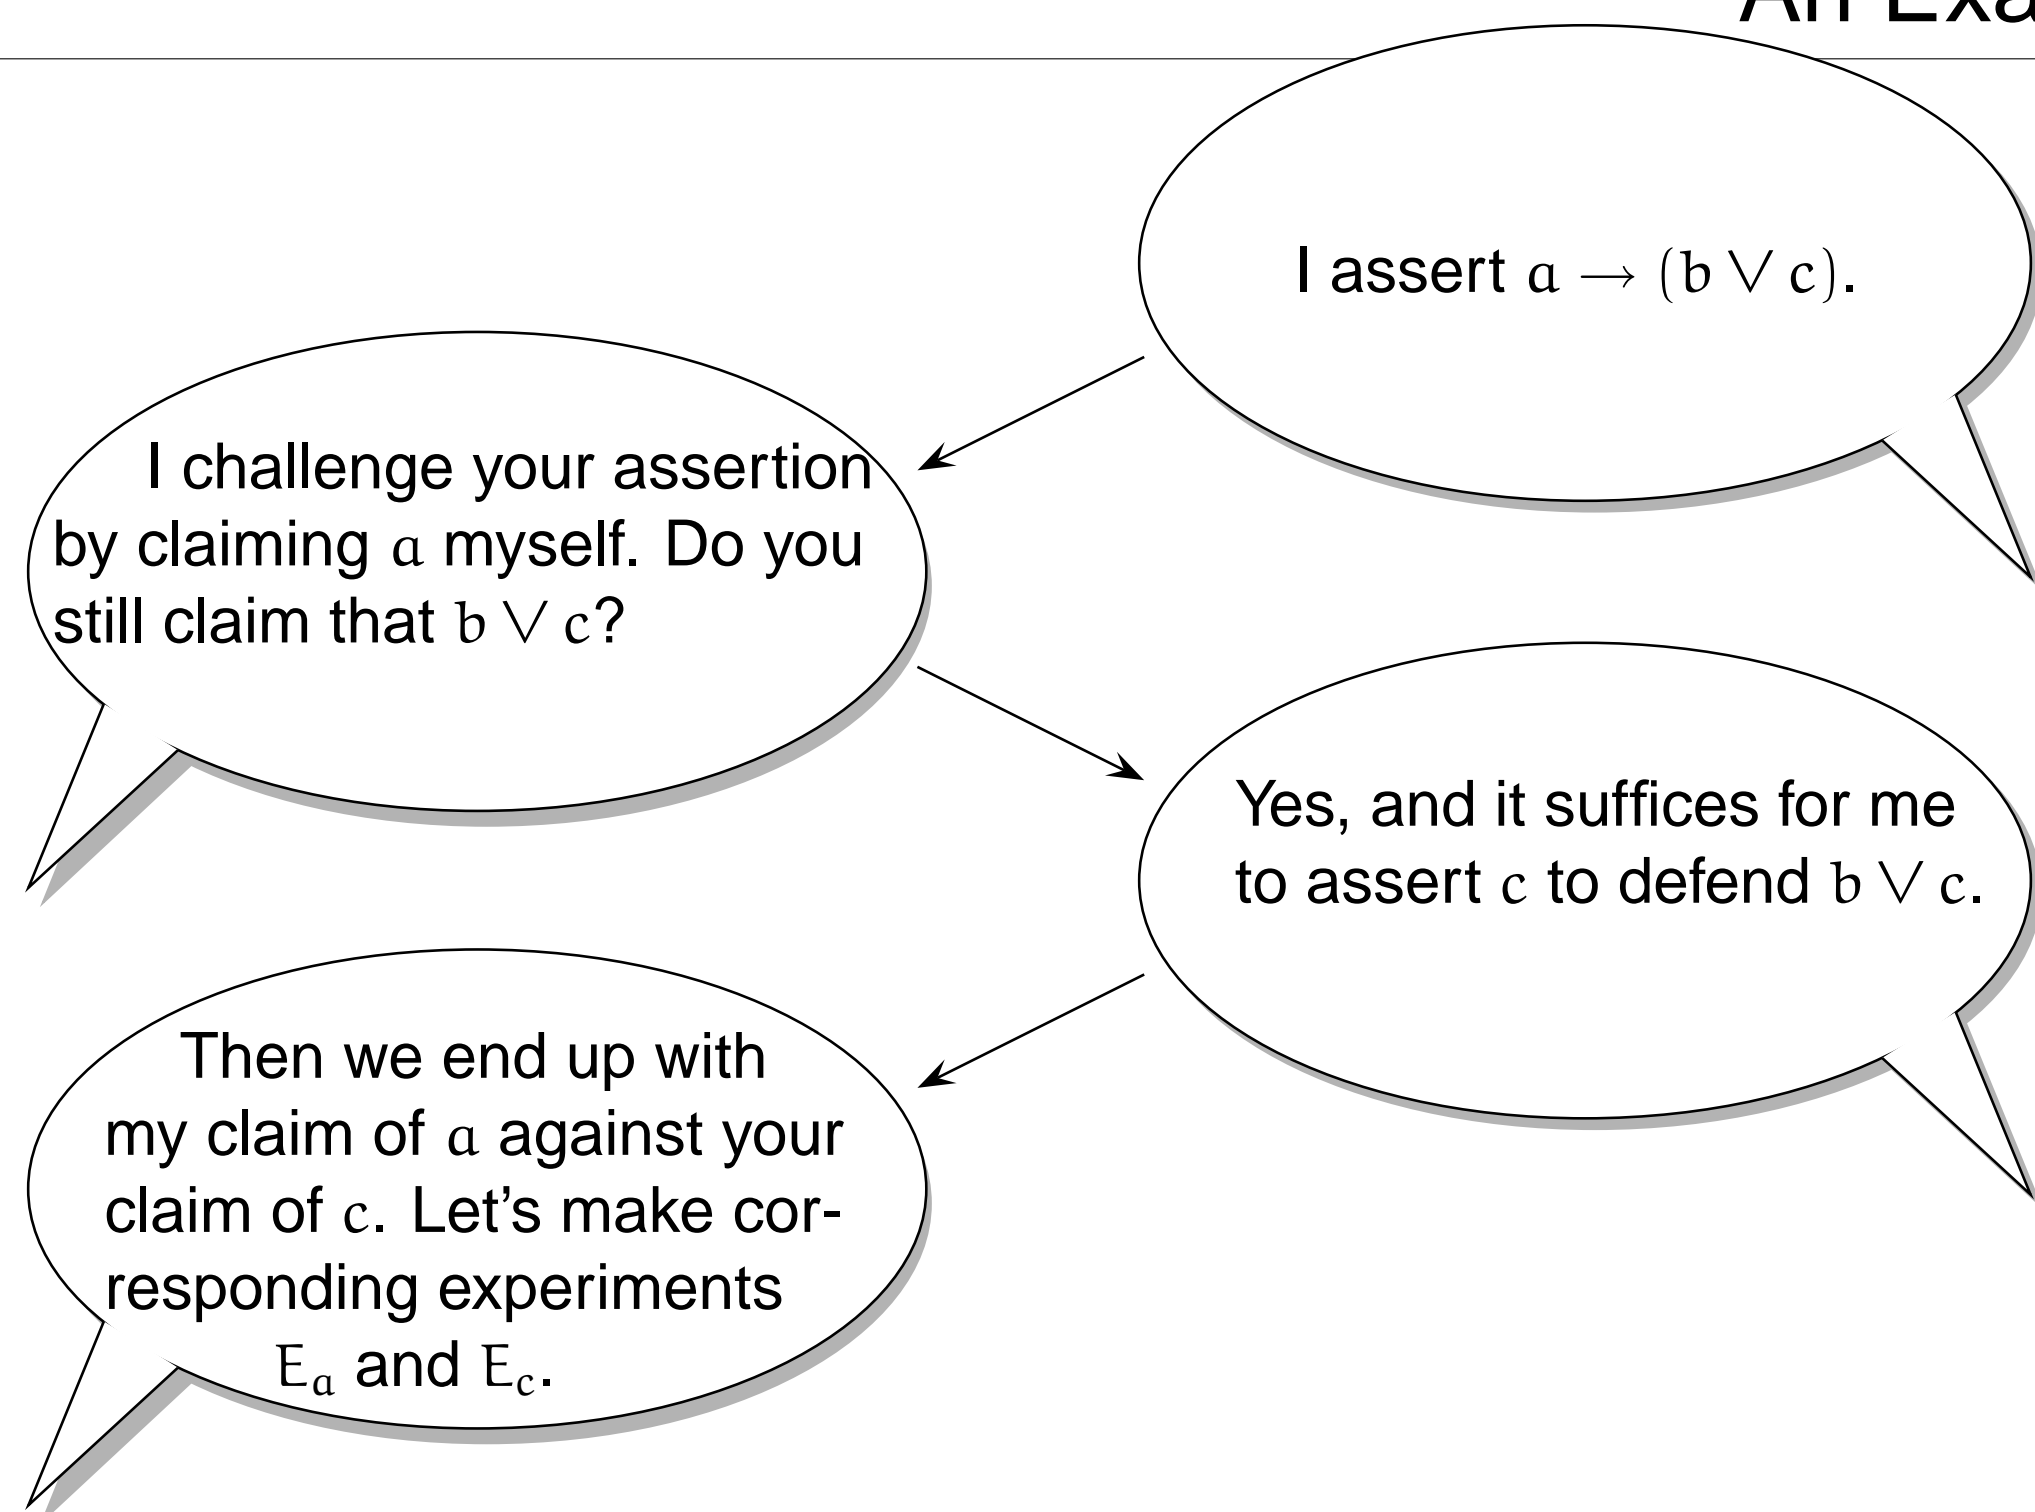 An Exa
I assert a → (b ∨ c).
I challenge your assertion
by claiming a myself. Do you
still claim that b ∨ c?
Yes, and it suffices for me
to assert c to defend b ∨ c.
Then we end up with
my claim of a against your
claim of c. Let's make cor-
responding experiments
Eₐ and E_c.